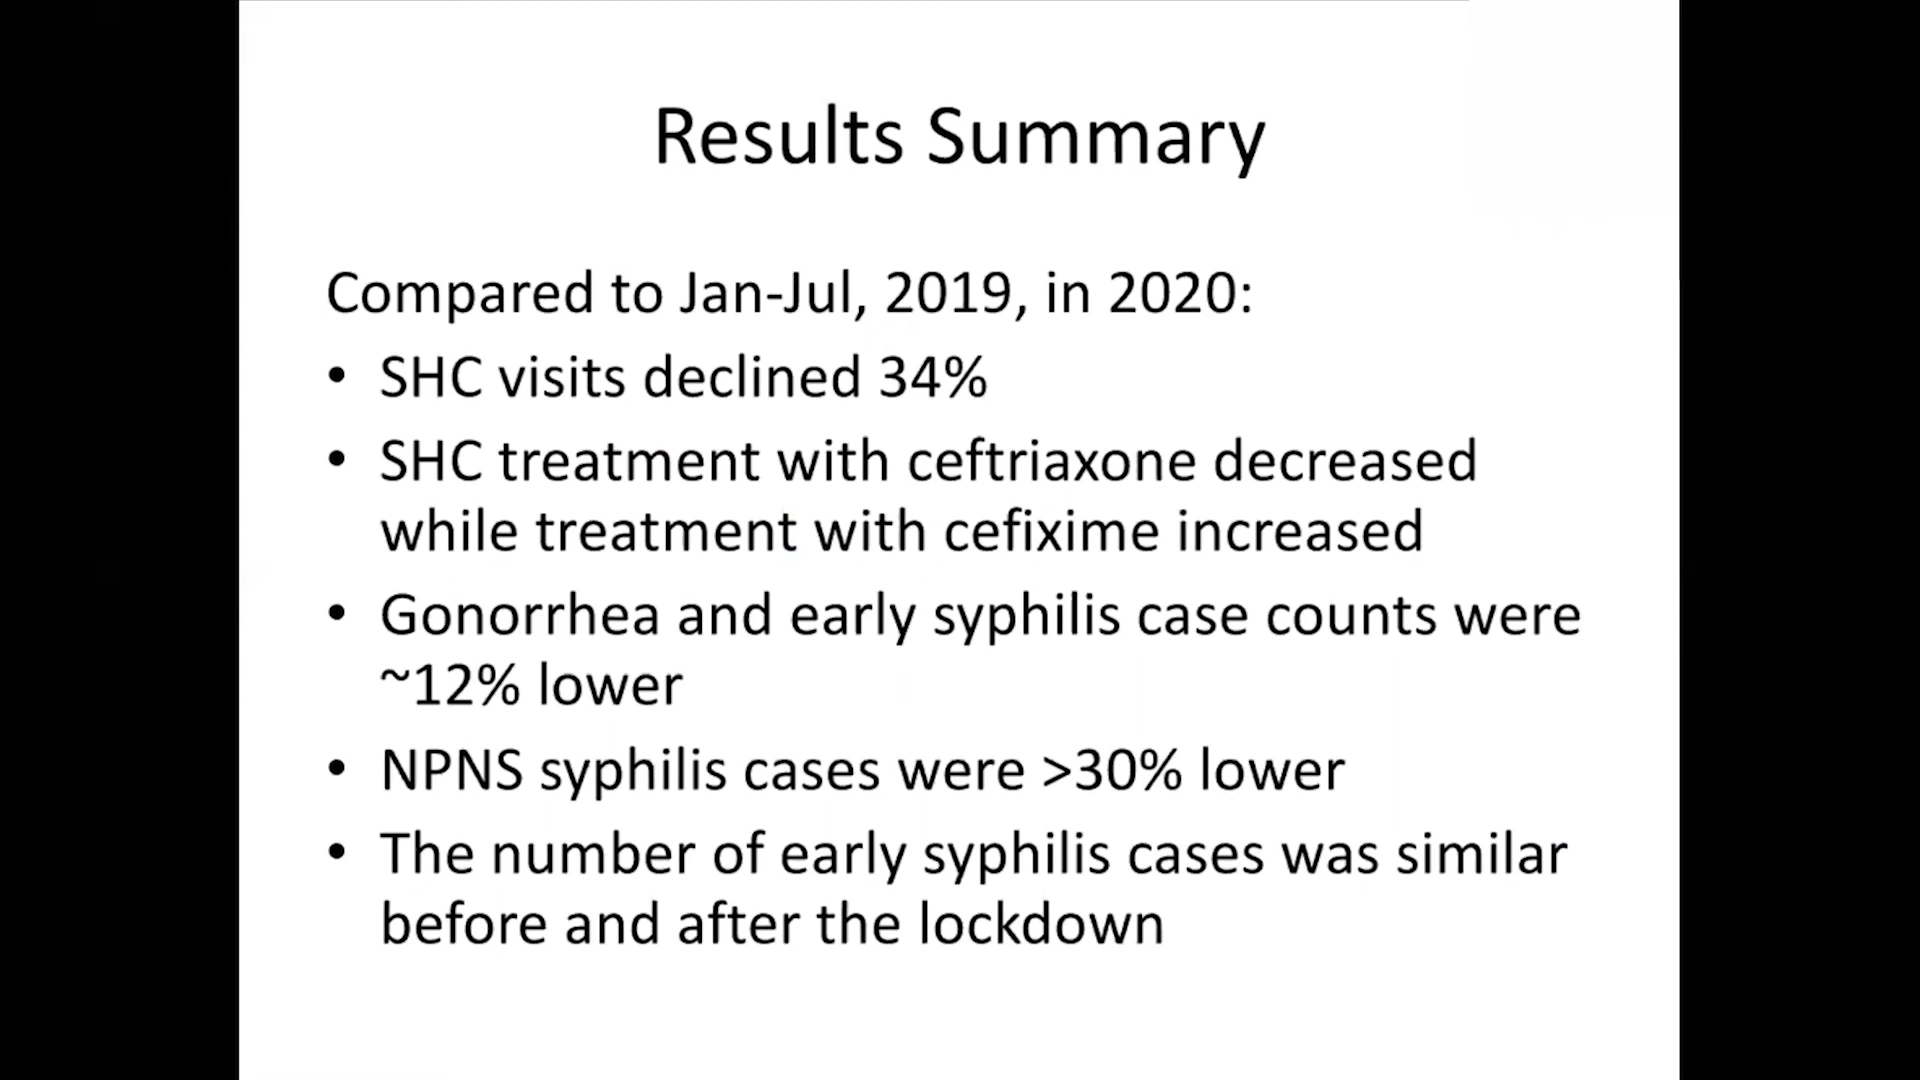 Results Summary
Compared to Jan-Jul, 2019, in 2020:
• SHC visits declined 34%
• SHC treatment with ceftriaxone decreased
while treatment with cefixime increased
• Gonorrhea and early syphilis case counts were
~12% lower
• NPNS syphilis cases were >30% lower
• The number of early syphilis cases was similar
before and after the lockdown